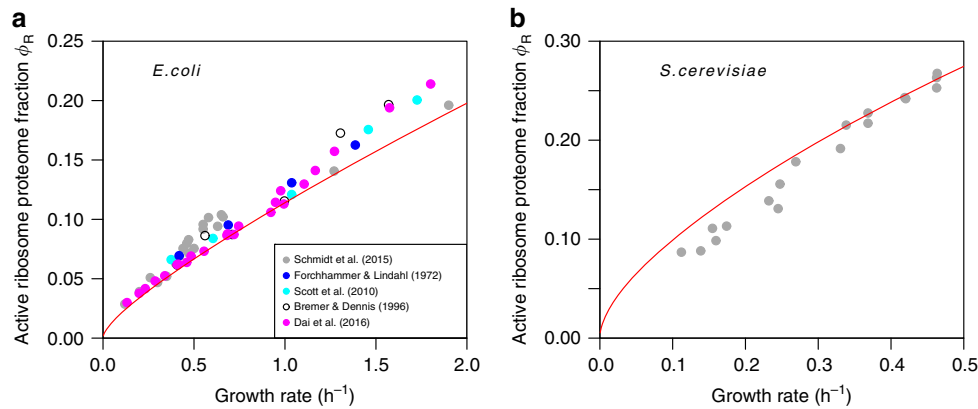 a
E.coli
Active ribosome proteome fraction ϕR
0.25
0.20
0.15
0.10
0.05
0.00
0.0 0.5 1.0 1.5 2.0
Growth rate (h−1)
Schmidt et al. (2015)
Forchhammer & Lindahl (1972)
Scott et al. (2010)
Bremer & Dennis (1996)
Dai et al. (2016)
b
S.cerevisiae
Active ribosome proteome fraction ϕR
0.30
0.20
0.10
0.00
0.0 0.1 0.2 0.3 0.4 0.5
Growth rate (h−1)